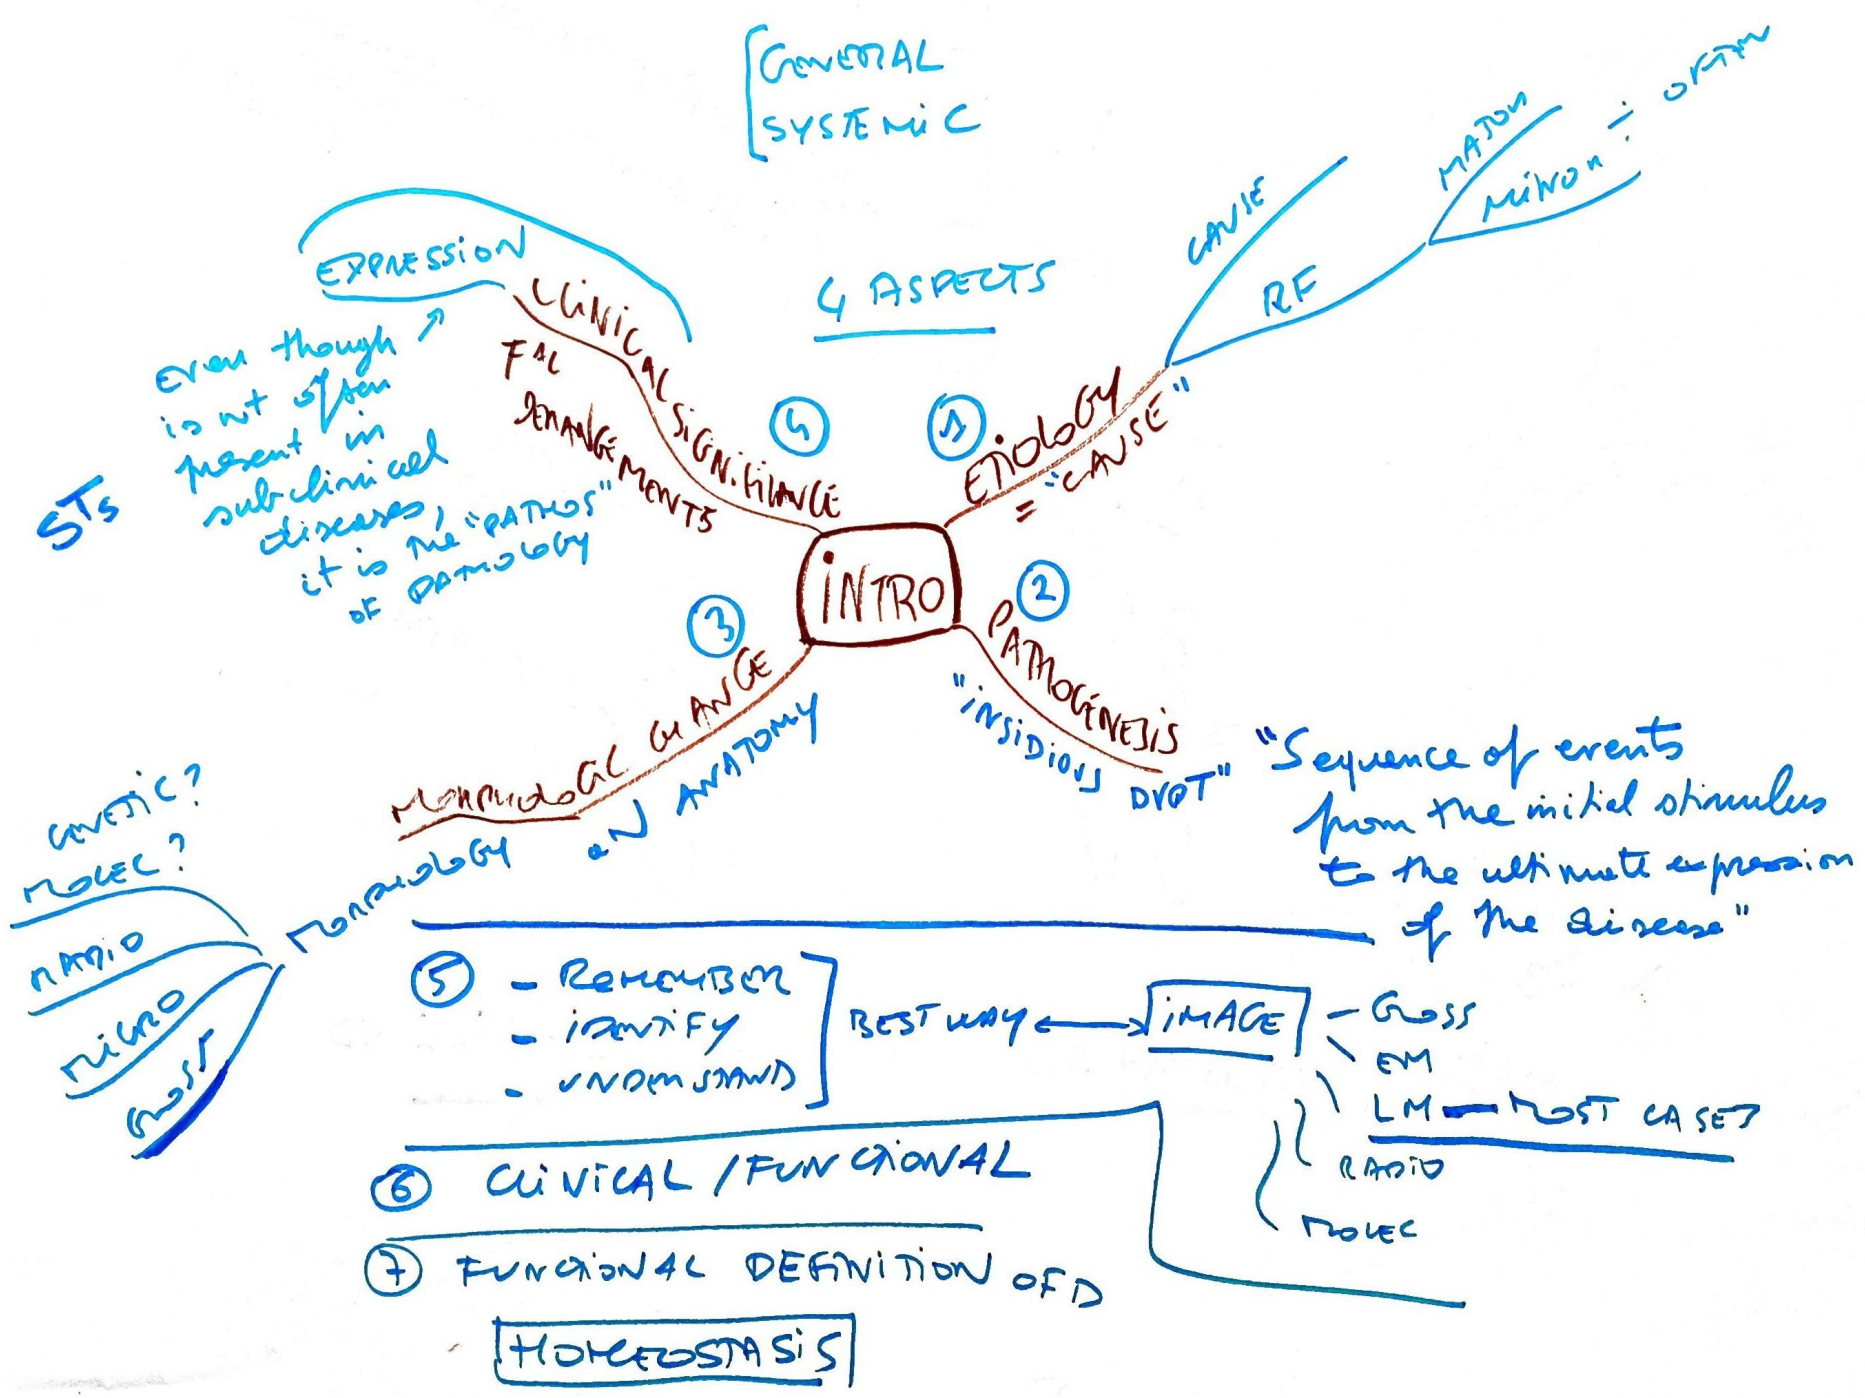 GENERAL
SYSTEMIC
4 ASPECTS
EXPRESSION
CLINICAL SIGNIFICANCE
FAL
DERANGEMENTS
4
even though
is not often
present in
subclinical
diseases,
it is the "PATHOS"
OF PATHOLOGY
STs
1
ETIOLOGY
= "CAUSE"
CAUSE
RF
MAJOR
MINOR
OFTEN
INTRO
2
PATHOGENESIS
"INSIDIOUS DVPT"
"Sequence of events
from the initial stimulus
to the ultimate expression
of the disease"
3
MORPHOLOGIC CHANGE
ANATOMY
MORPHOLOGY
GENETIC?
MOLEC?
RADIO
MICRO
GROSS
5
- REMEMBER
- IDENTIFY
- UNDERSTAND
BEST WAY ↔ IMAGE
- GROSS
EM
LM — MOST CASES
RADIO
MOLEC
6 CLINICAL / FUNCTIONAL
7 FUNCTIONAL DEFINITION OF D
HOMEOSTASIS